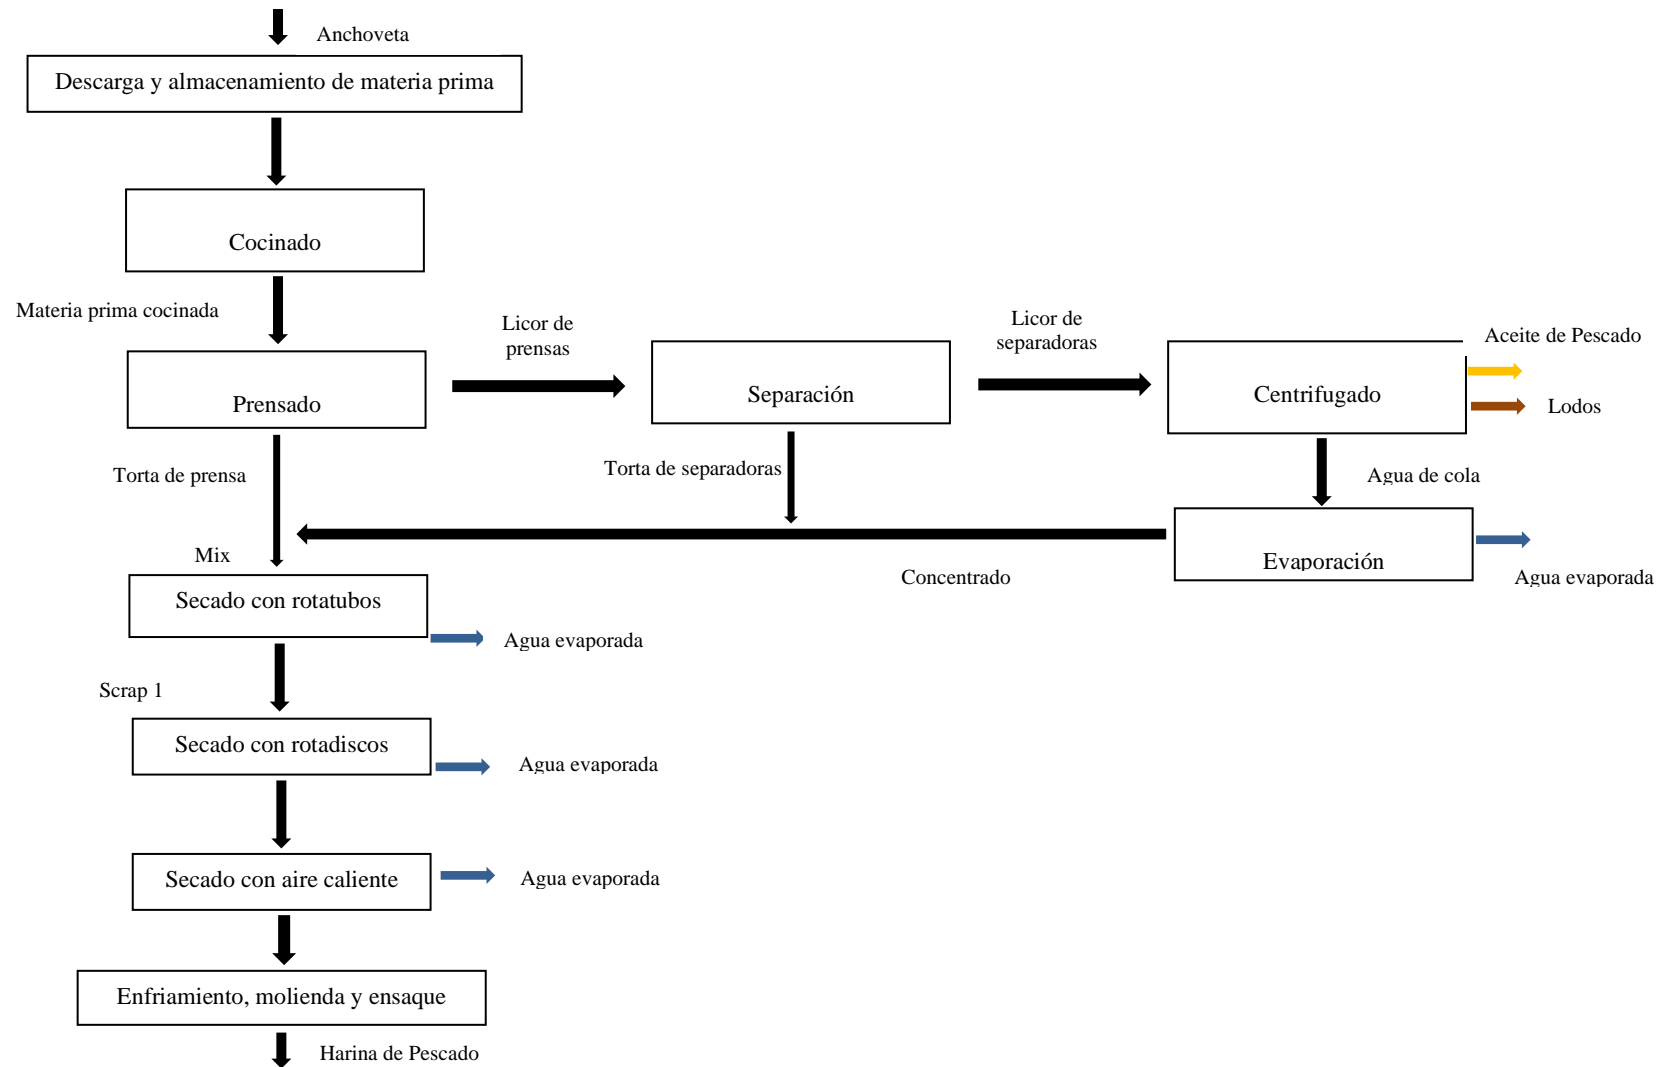 Anchoveta
Descarga y almacenamiento de materia prima
Cocinado
Materia prima cocinada
Licor de
prensas
Licor de
separadoras
Aceite de Pescado
Prensado
Separación
Centrifugado
Lodos
Torta de prensa
Torta de separadoras
Agua de cola
Mix
Evaporación
Concentrado
Agua evaporada
Secado con rotatubos
Agua evaporada
Scrap 1
Secado con rotadiscos
Agua evaporada
Secado con aire caliente
Agua evaporada
Enfriamiento, molienda y ensaque
Harina de Pescado